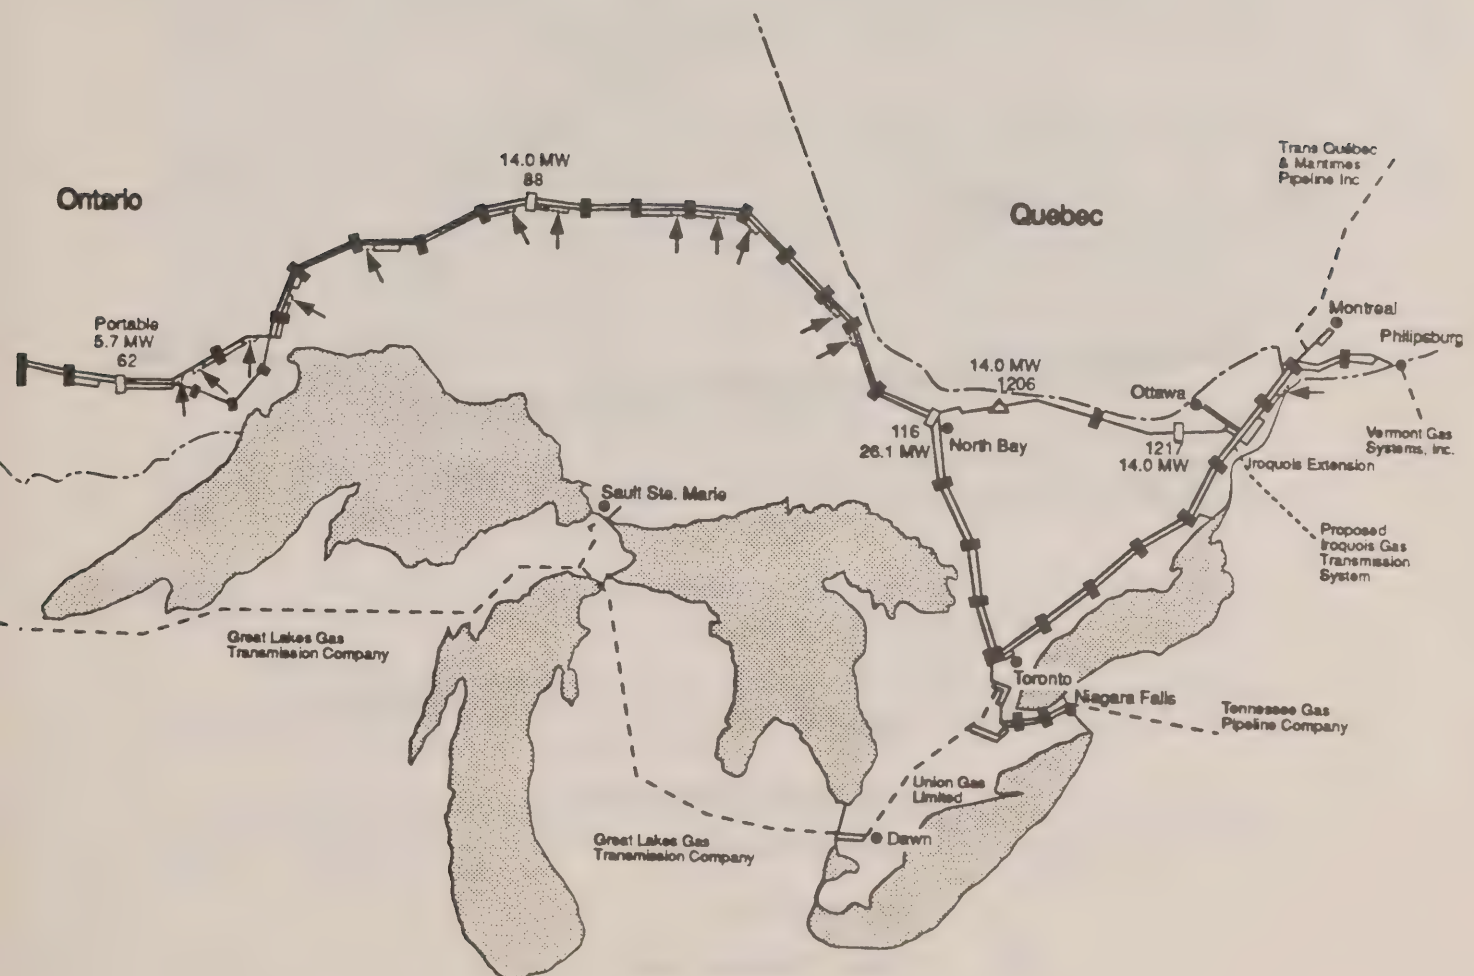 Ontario
Quebec
14.0 MW
88
Portable
5.7 MW
62
Trans Québec
& Maritimes
Pipeline Inc
Montreal
Philipsburg
14.0 MW
1206
Ottawa
116
26.1 MW
North Bay
1217
14.0 MW
Vermont Gas
Systems, Inc.
Iroquois Extension
Sault Ste. Marie
Proposed
Iroquois Gas
Transmission
System
Great Lakes Gas
Transmission Company
Toronto
Niagara Falls
Tennessee Gas
Pipeline Company
Union Gas
Limited
Great Lakes Gas
Transmission Company
Dawn